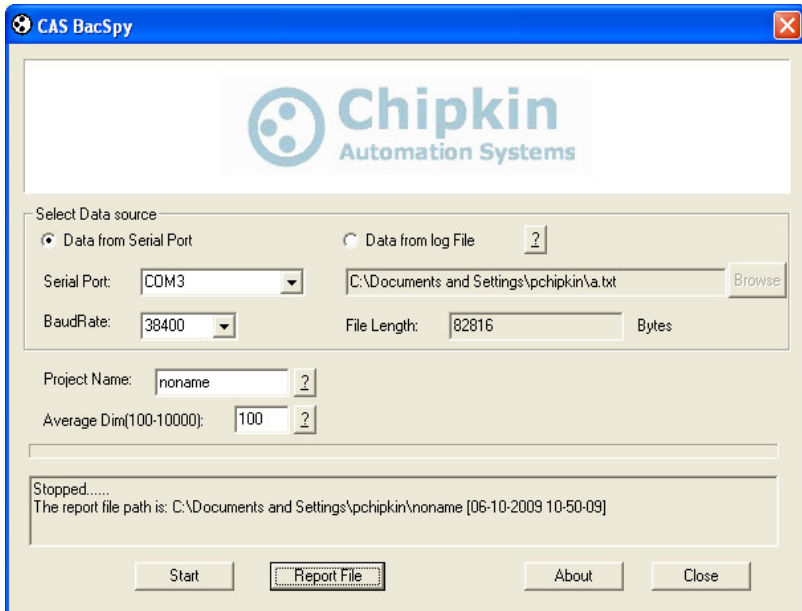 CAS BacSpy
Chipkin
Automation Systems
Select Data source
Data from Serial Port
Data from log File
?
Serial Port:
COM3
C:\Documents and Settings\pchipkin\a.txt
Browse
BaudRate:
38400
File Length:
82816
Bytes
Project Name:
noname
?
Average Dim(100-10000):
100
?
Stopped......
The report file path is: C:\Documents and Settings\pchipkin\noname [06-10-2009 10-50-09]
Start
Report File
About
Close